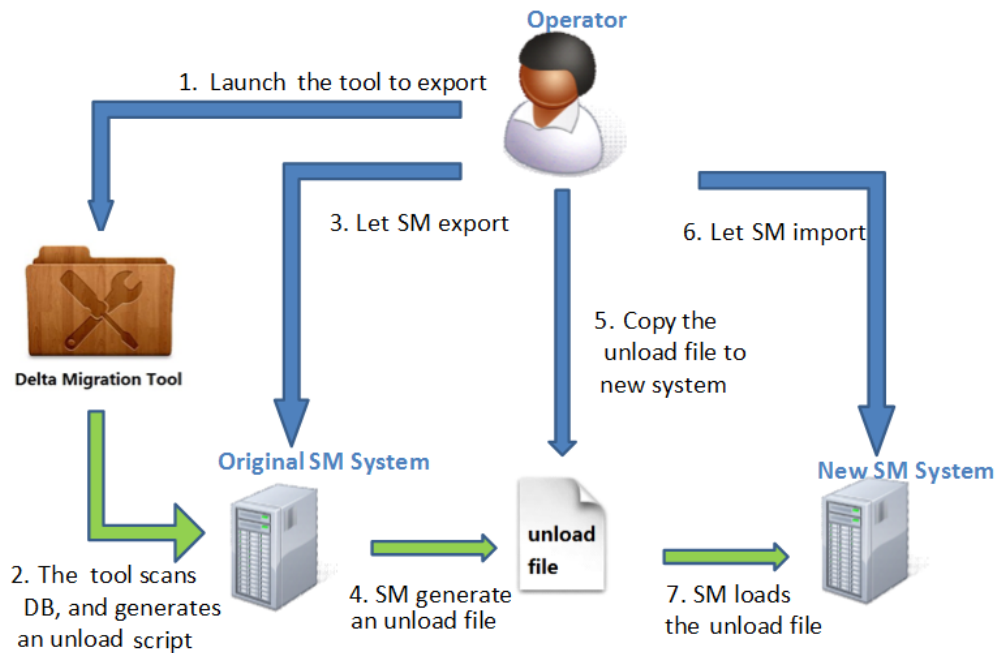 Operator
1. Launch the tool to export
3. Let SM export
6. Let SM import
5. Copy the
unload file to
new system
Delta Migration Tool
Original SM System
New SM System
unload
file
2. The tool scans
DB, and generates
an unload script
4. SM generate
an unload file
7. SM loads
the unload file